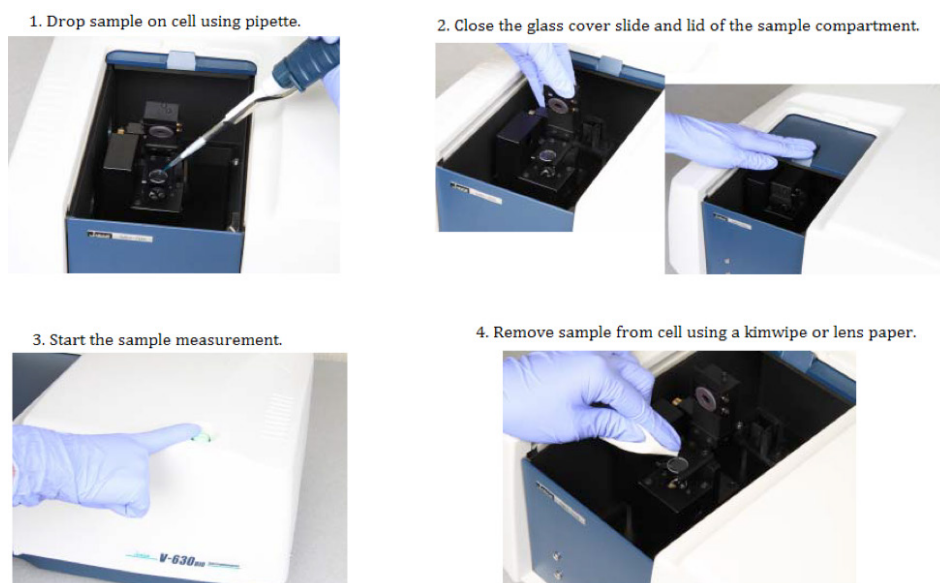 1. Drop sample on cell using pipette.
2. Close the glass cover slide and lid of the sample compartment.
3. Start the sample measurement.
V-630
4. Remove sample from cell using a kimwipe or lens paper.